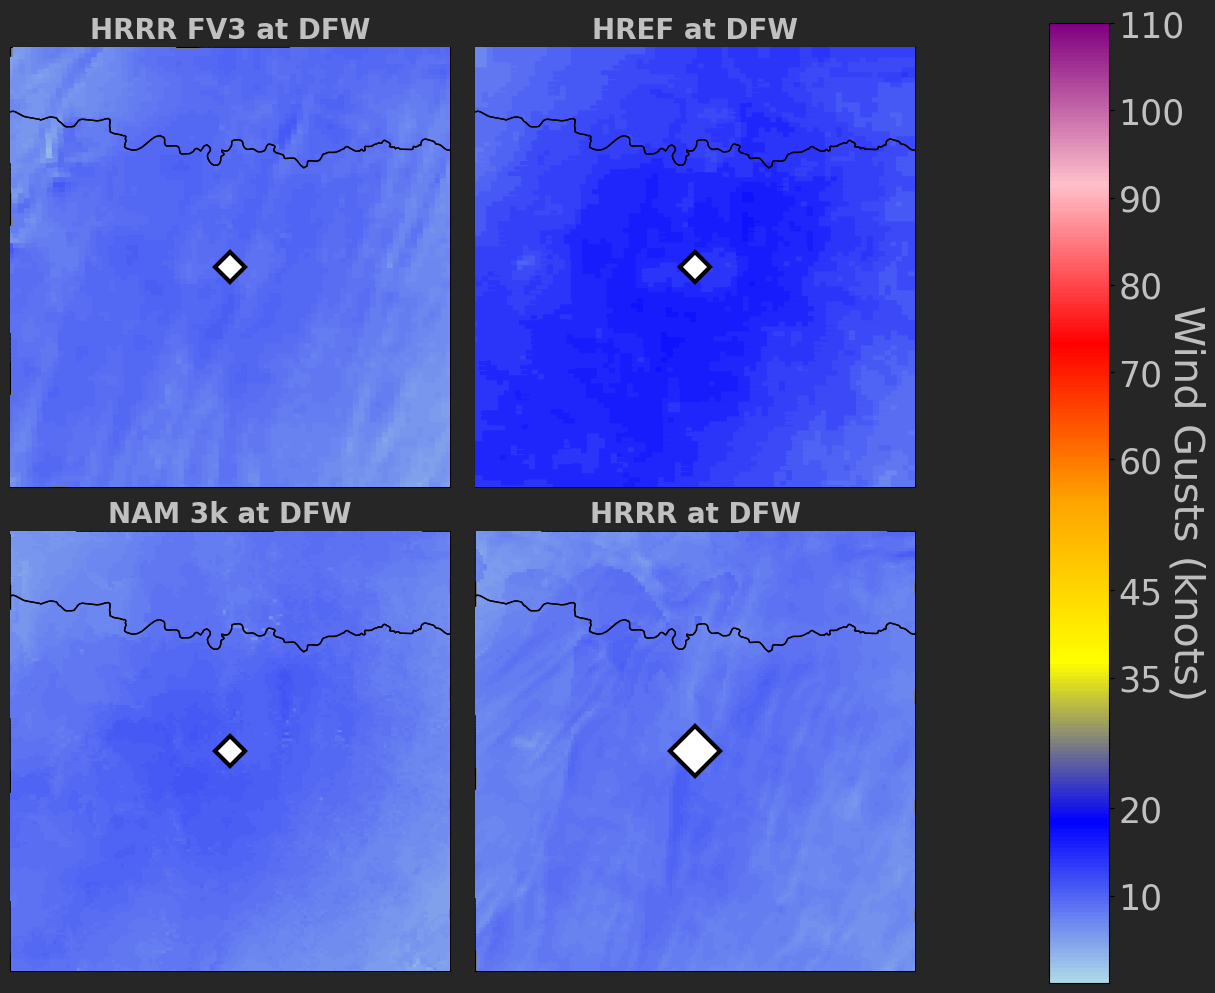 HRRR FV3 at DFW
HREF at DFW
NAM 3k at DFW
HRRR at DFW
110
100
90
80
70
60
45
35
20
10
Wind Gusts (knots)